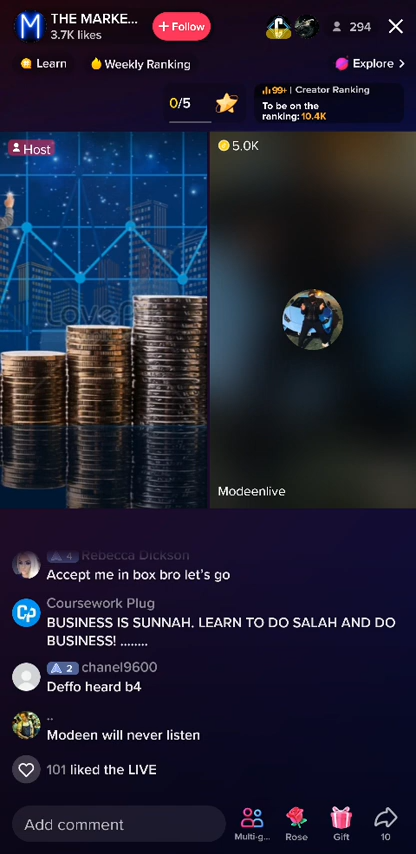 M THE MARKE...
3.7K likes
+ Follow
294
Learn
Weekly Ranking
Explore >
0/5
99+ | Creator Ranking
To be on the
ranking: 10.4K
Host
5.0K
Modeenlive
4 Rebecca Dickson
Accept me in box bro let's go
Cp Coursework Plug
BUSINESS IS SUNNAH. LEARN TO DO SALAH AND DO
BUSINESS! ........
2 chanel9600
Deffo heard b4
..
Modeen will never listen
101 liked the LIVE
Add comment
Multi-g...
Rose
Gift
10